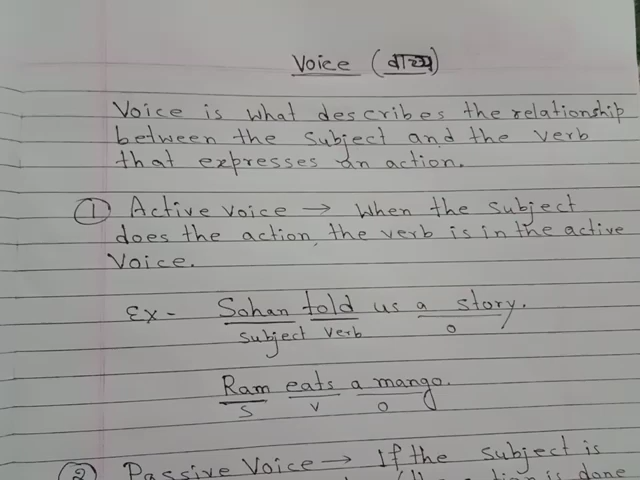 Voice (वाच्य)
Voice is what describes the relationship
between the subject and the verb
that expresses an action.
① Active voice → When the subject
does the action, the verb is in the active
Voice.
Ex- Sohan told us a story.
subject verb o
Ram eats a mango.
S V O
② Passive Voice → If the subject is
is done